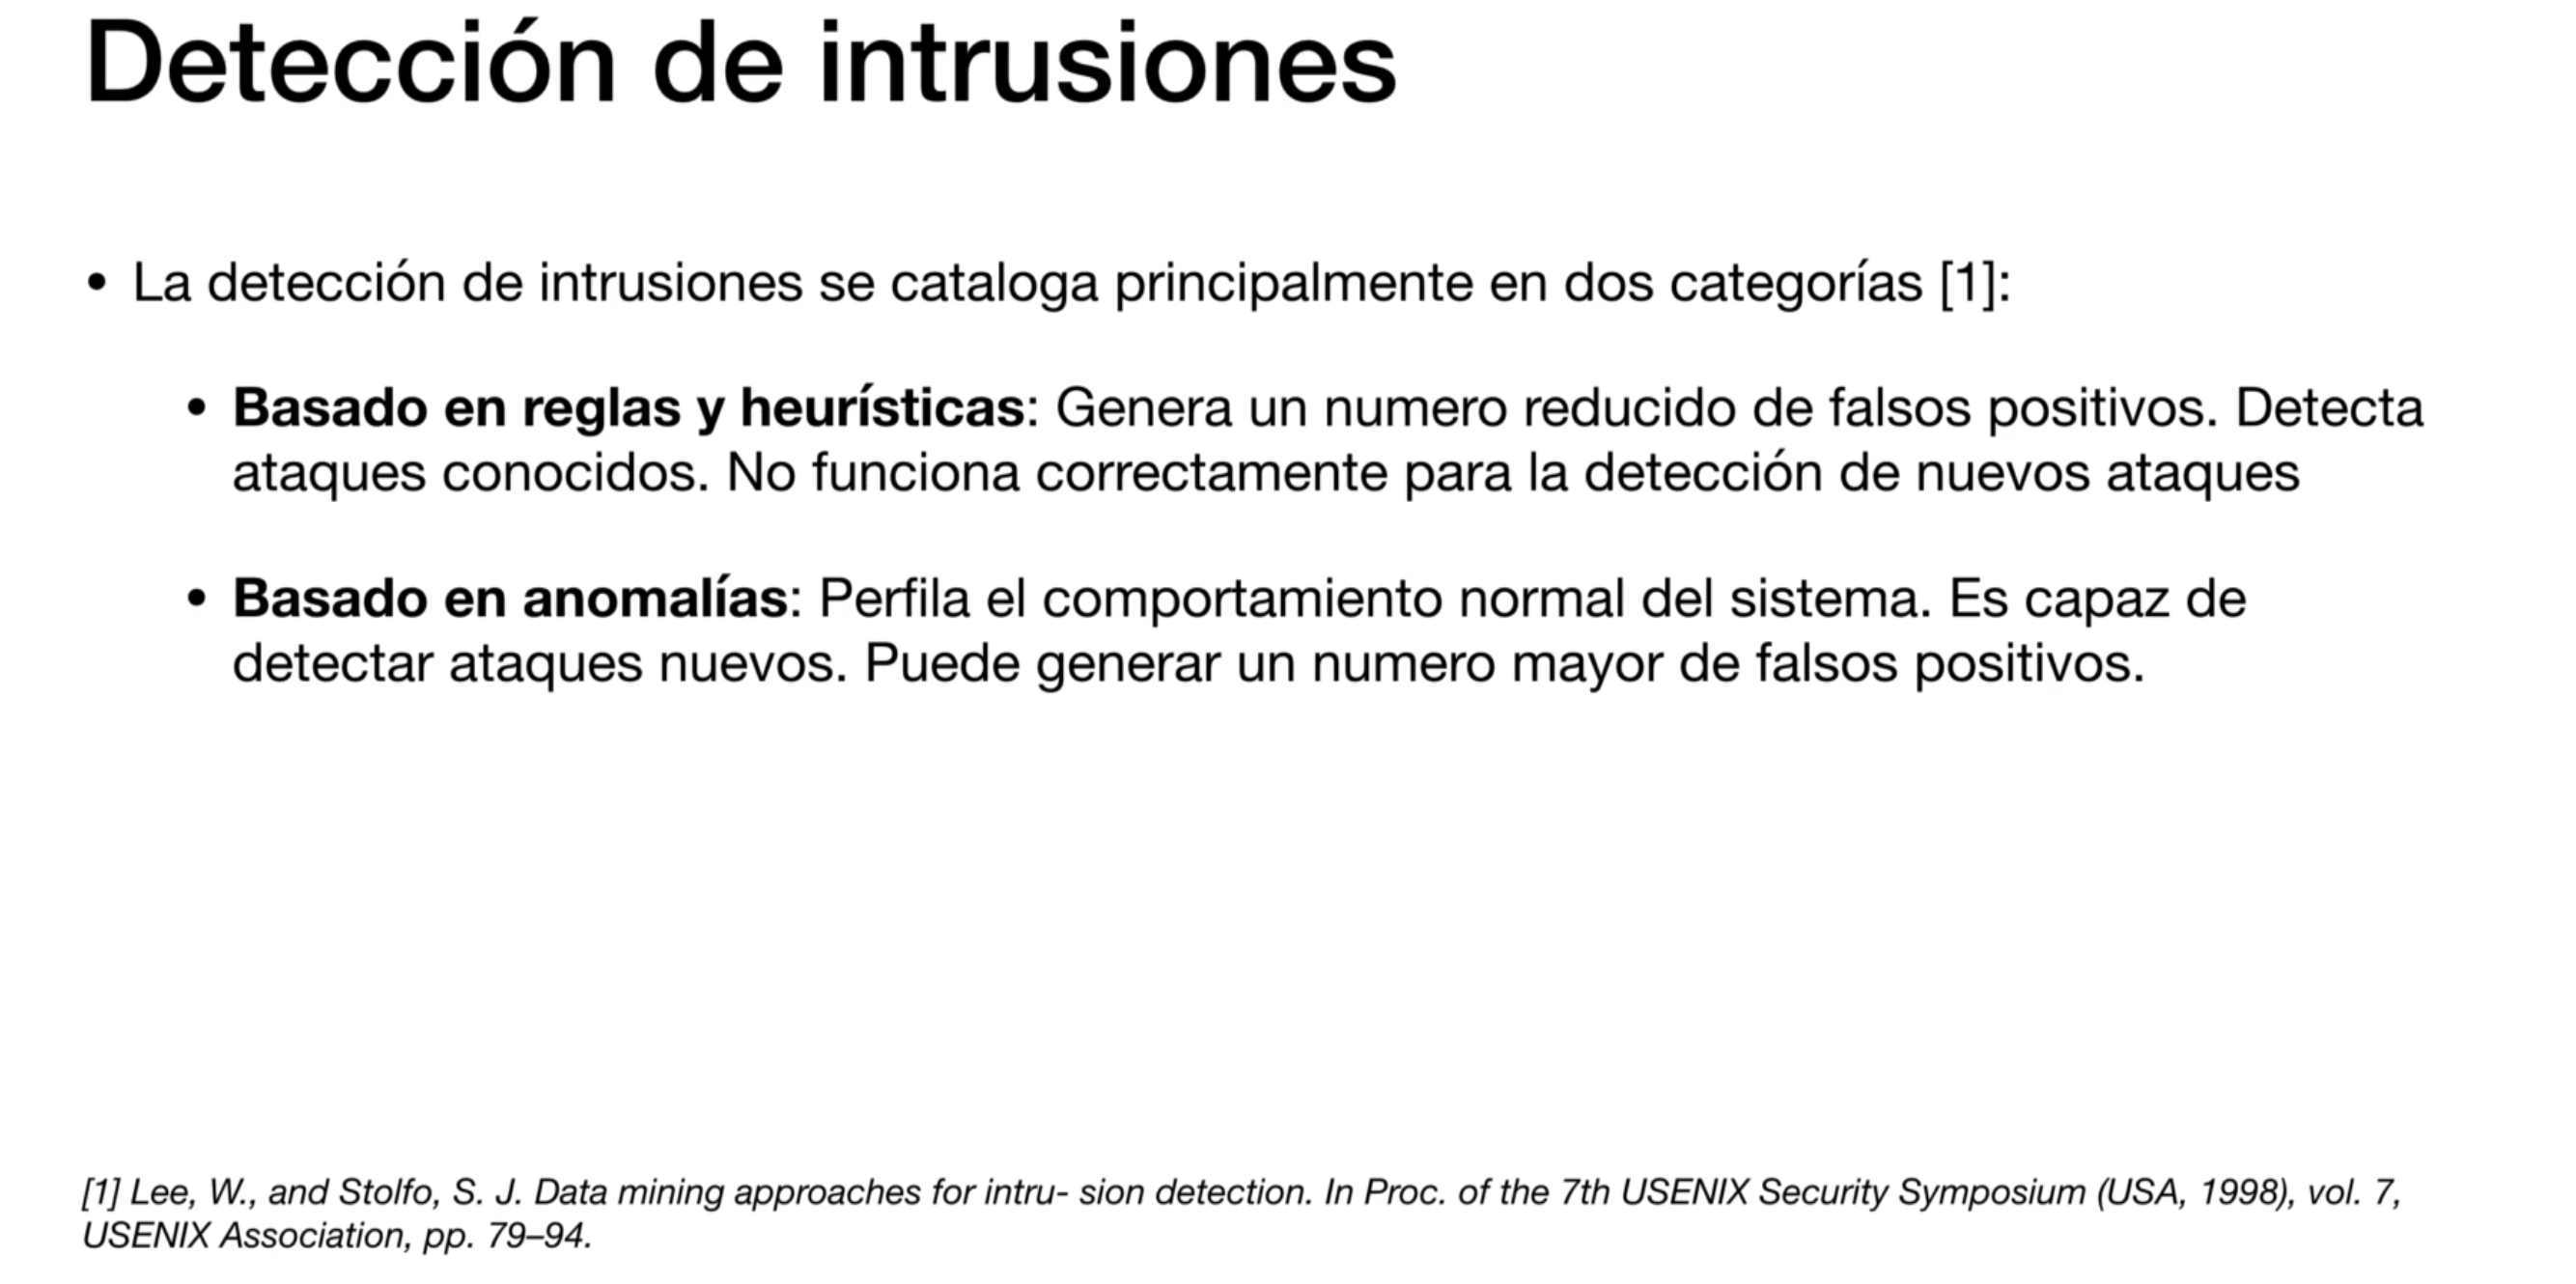 Detección de intrusiones
• La detección de intrusiones se cataloga principalmente en dos categorías [1]:
• Basado en reglas y heurísticas: Genera un numero reducido de falsos positivos. Detecta
ataques conocidos. No funciona correctamente para la detección de nuevos ataques
• Basado en anomalías: Perfila el comportamiento normal del sistema. Es capaz de
detectar ataques nuevos. Puede generar un numero mayor de falsos positivos.
[1] Lee, W., and Stolfo, S. J. Data mining approaches for intru- sion detection. In Proc. of the 7th USENIX Security Symposium (USA, 1998), vol. 7,
USENIX Association, pp. 79–94.